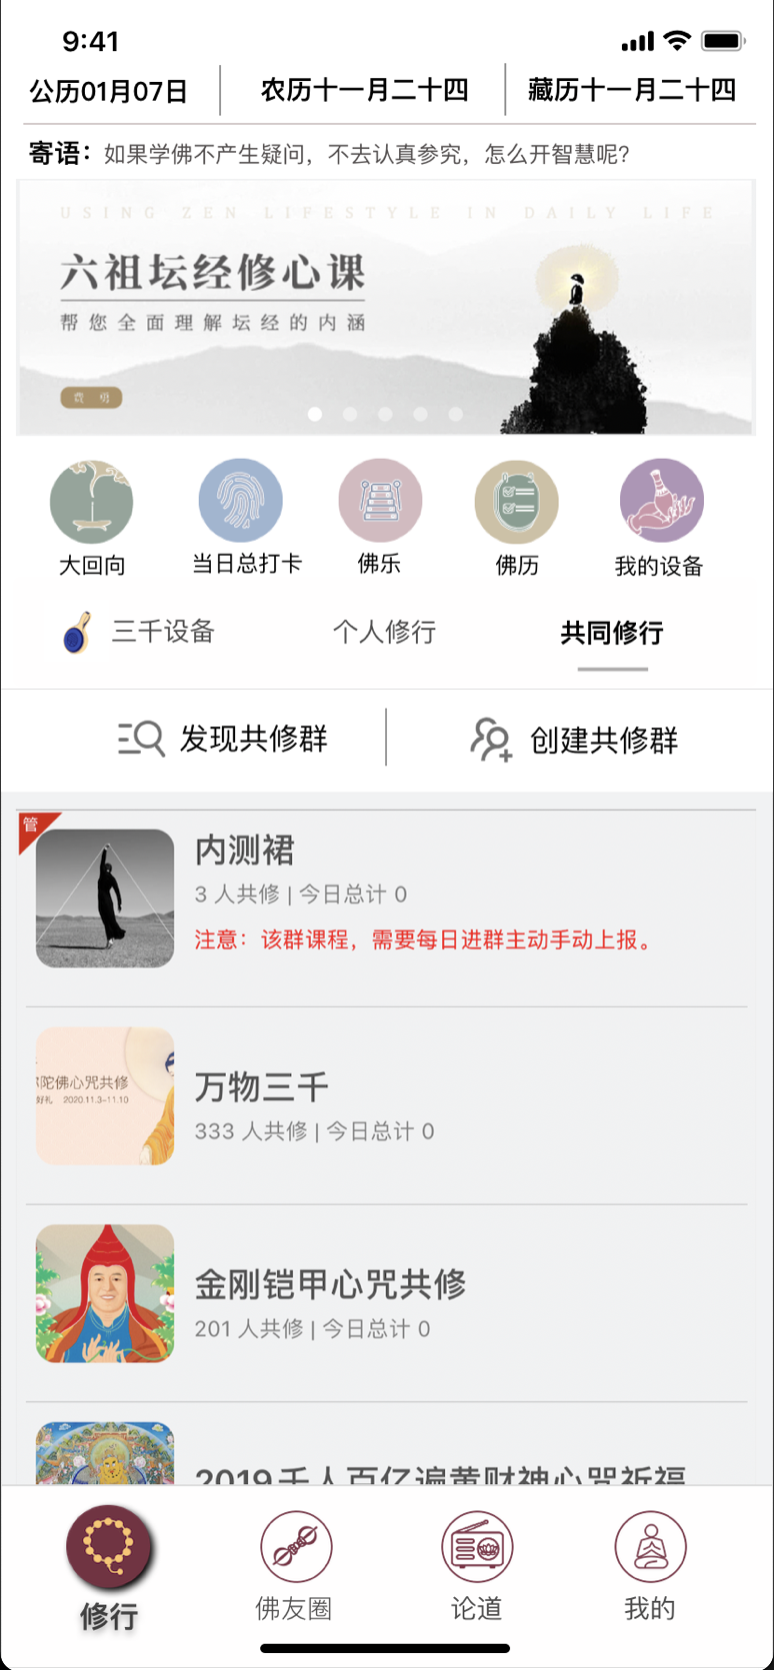 9:41
公历01月07日
农历十一月二十四
藏历十一月二十四
寄语：如果学佛不产生疑问，不去认真参究，怎么开智慧呢？
USING ZEN LIFESTYLE IN DAILY LIFE
六祖坛经修心课
帮您全面理解坛经的内涵
费 勇
大回向
当日总打卡
佛乐
佛历
我的设备
三千设备
个人修行
共同修行
发现共修群
创建共修群
管
内测裙
3 人共修 | 今日总计 0
注意：该群课程，需要每日进群主动手动上报。
陀佛心咒共修
好礼 2020.11.3-11.10
万物三千
333 人共修 | 今日总计 0
金刚铠甲心咒共修
201 人共修 | 今日总计 0
2019千人百亿遍黄财神心咒祈福
修行
佛友圈
论道
我的